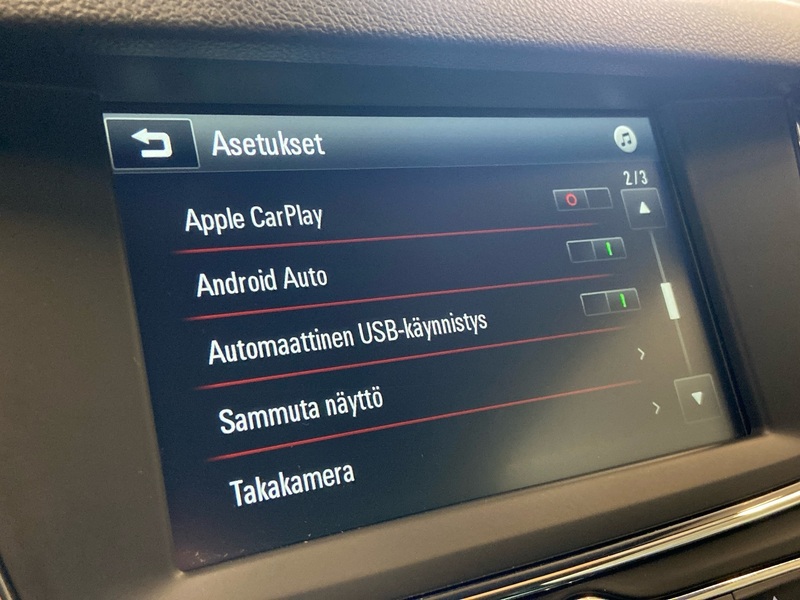 Asetukset
2/3
Apple CarPlay
Android Auto
Automaattinen USB-käynnistys
Sammuta näyttö
Takakamera